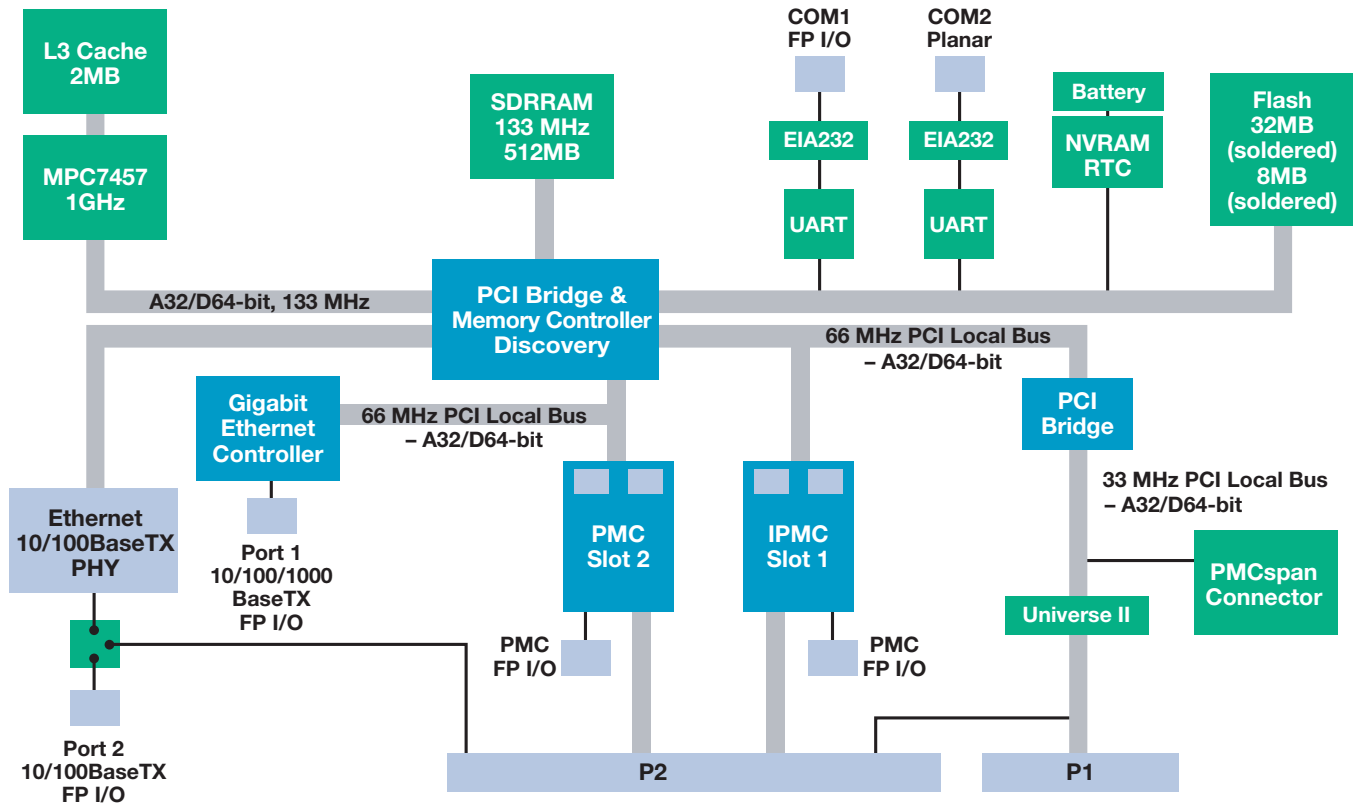 COM1
FP I/O
COM2
Planar
L3 Cache
2MB
SDRRAM
133 MHz
512MB
Battery
Flash
32MB
(soldered)
8MB
(soldered)
EIA232
EIA232
NVRAM
RTC
MPC7457
1GHz
UART
UART
A32/D64-bit, 133 MHz
PCI Bridge &
Memory Controller
Discovery
66 MHz PCI Local Bus
– A32/D64-bit
Gigabit
Ethernet
Controller
66 MHz PCI Local Bus
– A32/D64-bit
PCI
Bridge
33 MHz PCI Local Bus
– A32/D64-bit
Ethernet
10/100BaseTX
PHY
Port 1
10/100/1000
BaseTX
FP I/O
PMC
Slot 2
IPMC
Slot 1
PMCspan
Connector
Universe II
PMC
FP I/O
PMC
FP I/O
Port 2
10/100BaseTX
FP I/O
P2
P1